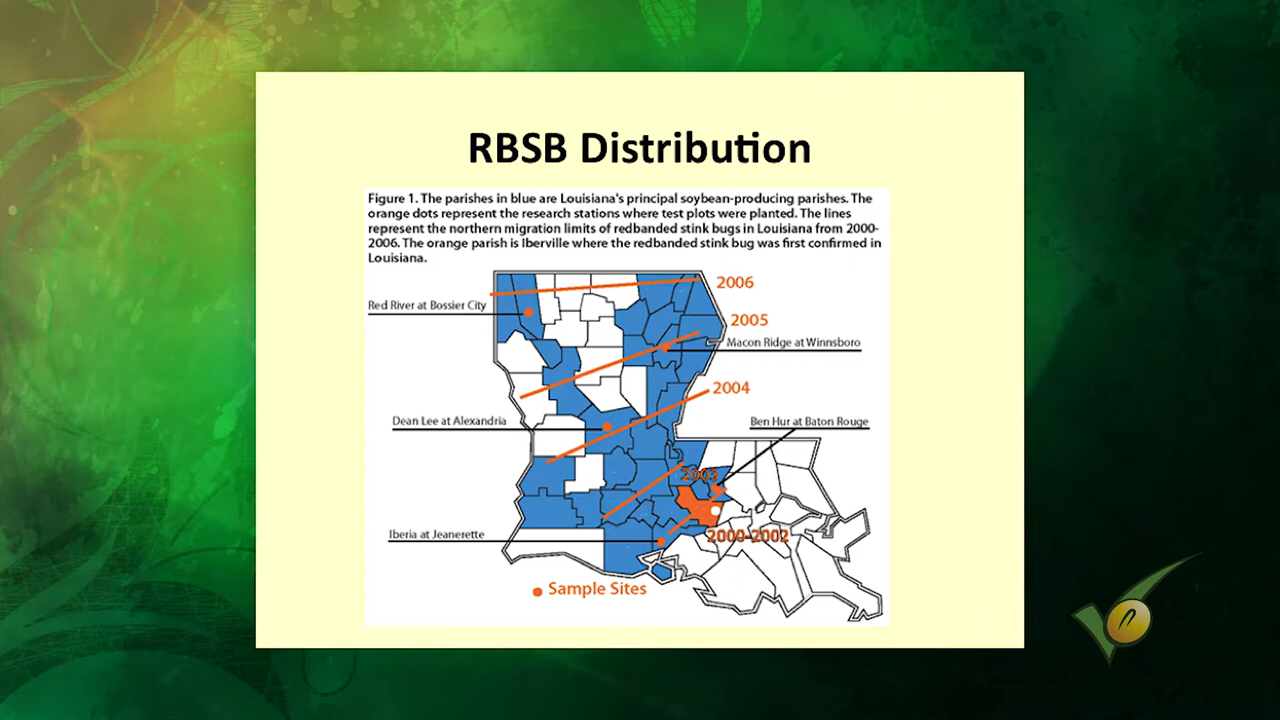 RBSB Distribution
Figure 1. The parishes in blue are Louisiana's principal soybean-producing parishes. The
orange dots represent the research stations where test plots were planted. The lines
represent the northern migration limits of redbanded stink bugs in Louisiana from 2000-
2006. The orange parish is Iberville where the redbanded stink bug was first confirmed in
Louisiana.
2006
Red River at Bossier City
2005
Macon Ridge at Winnsboro
2004
Dean Lee at Alexandria
Ben Hur at Baton Rouge
2003
Iberia at Jeanerette
2000-2002
Sample Sites